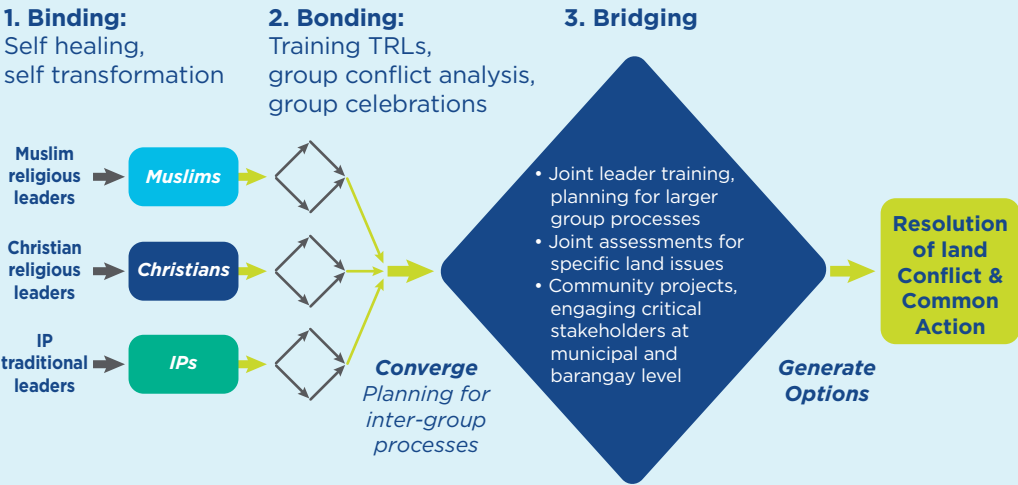 1. Binding:
Self healing,
self transformation
2. Bonding:
Training TRLs,
group conflict analysis,
group celebrations
3. Bridging
Muslim
religious
leaders
Muslims
Christian
religious
leaders
Christians
IP
traditional
leaders
IPs
Converge
Planning for
inter-group
processes
• Joint leader training,
planning for larger
group processes
• Joint assessments for
specific land issues
• Community projects,
engaging critical
stakeholders at
municipal and
barangay level
Generate
Options
Resolution
of land
Conflict &
Common
Action